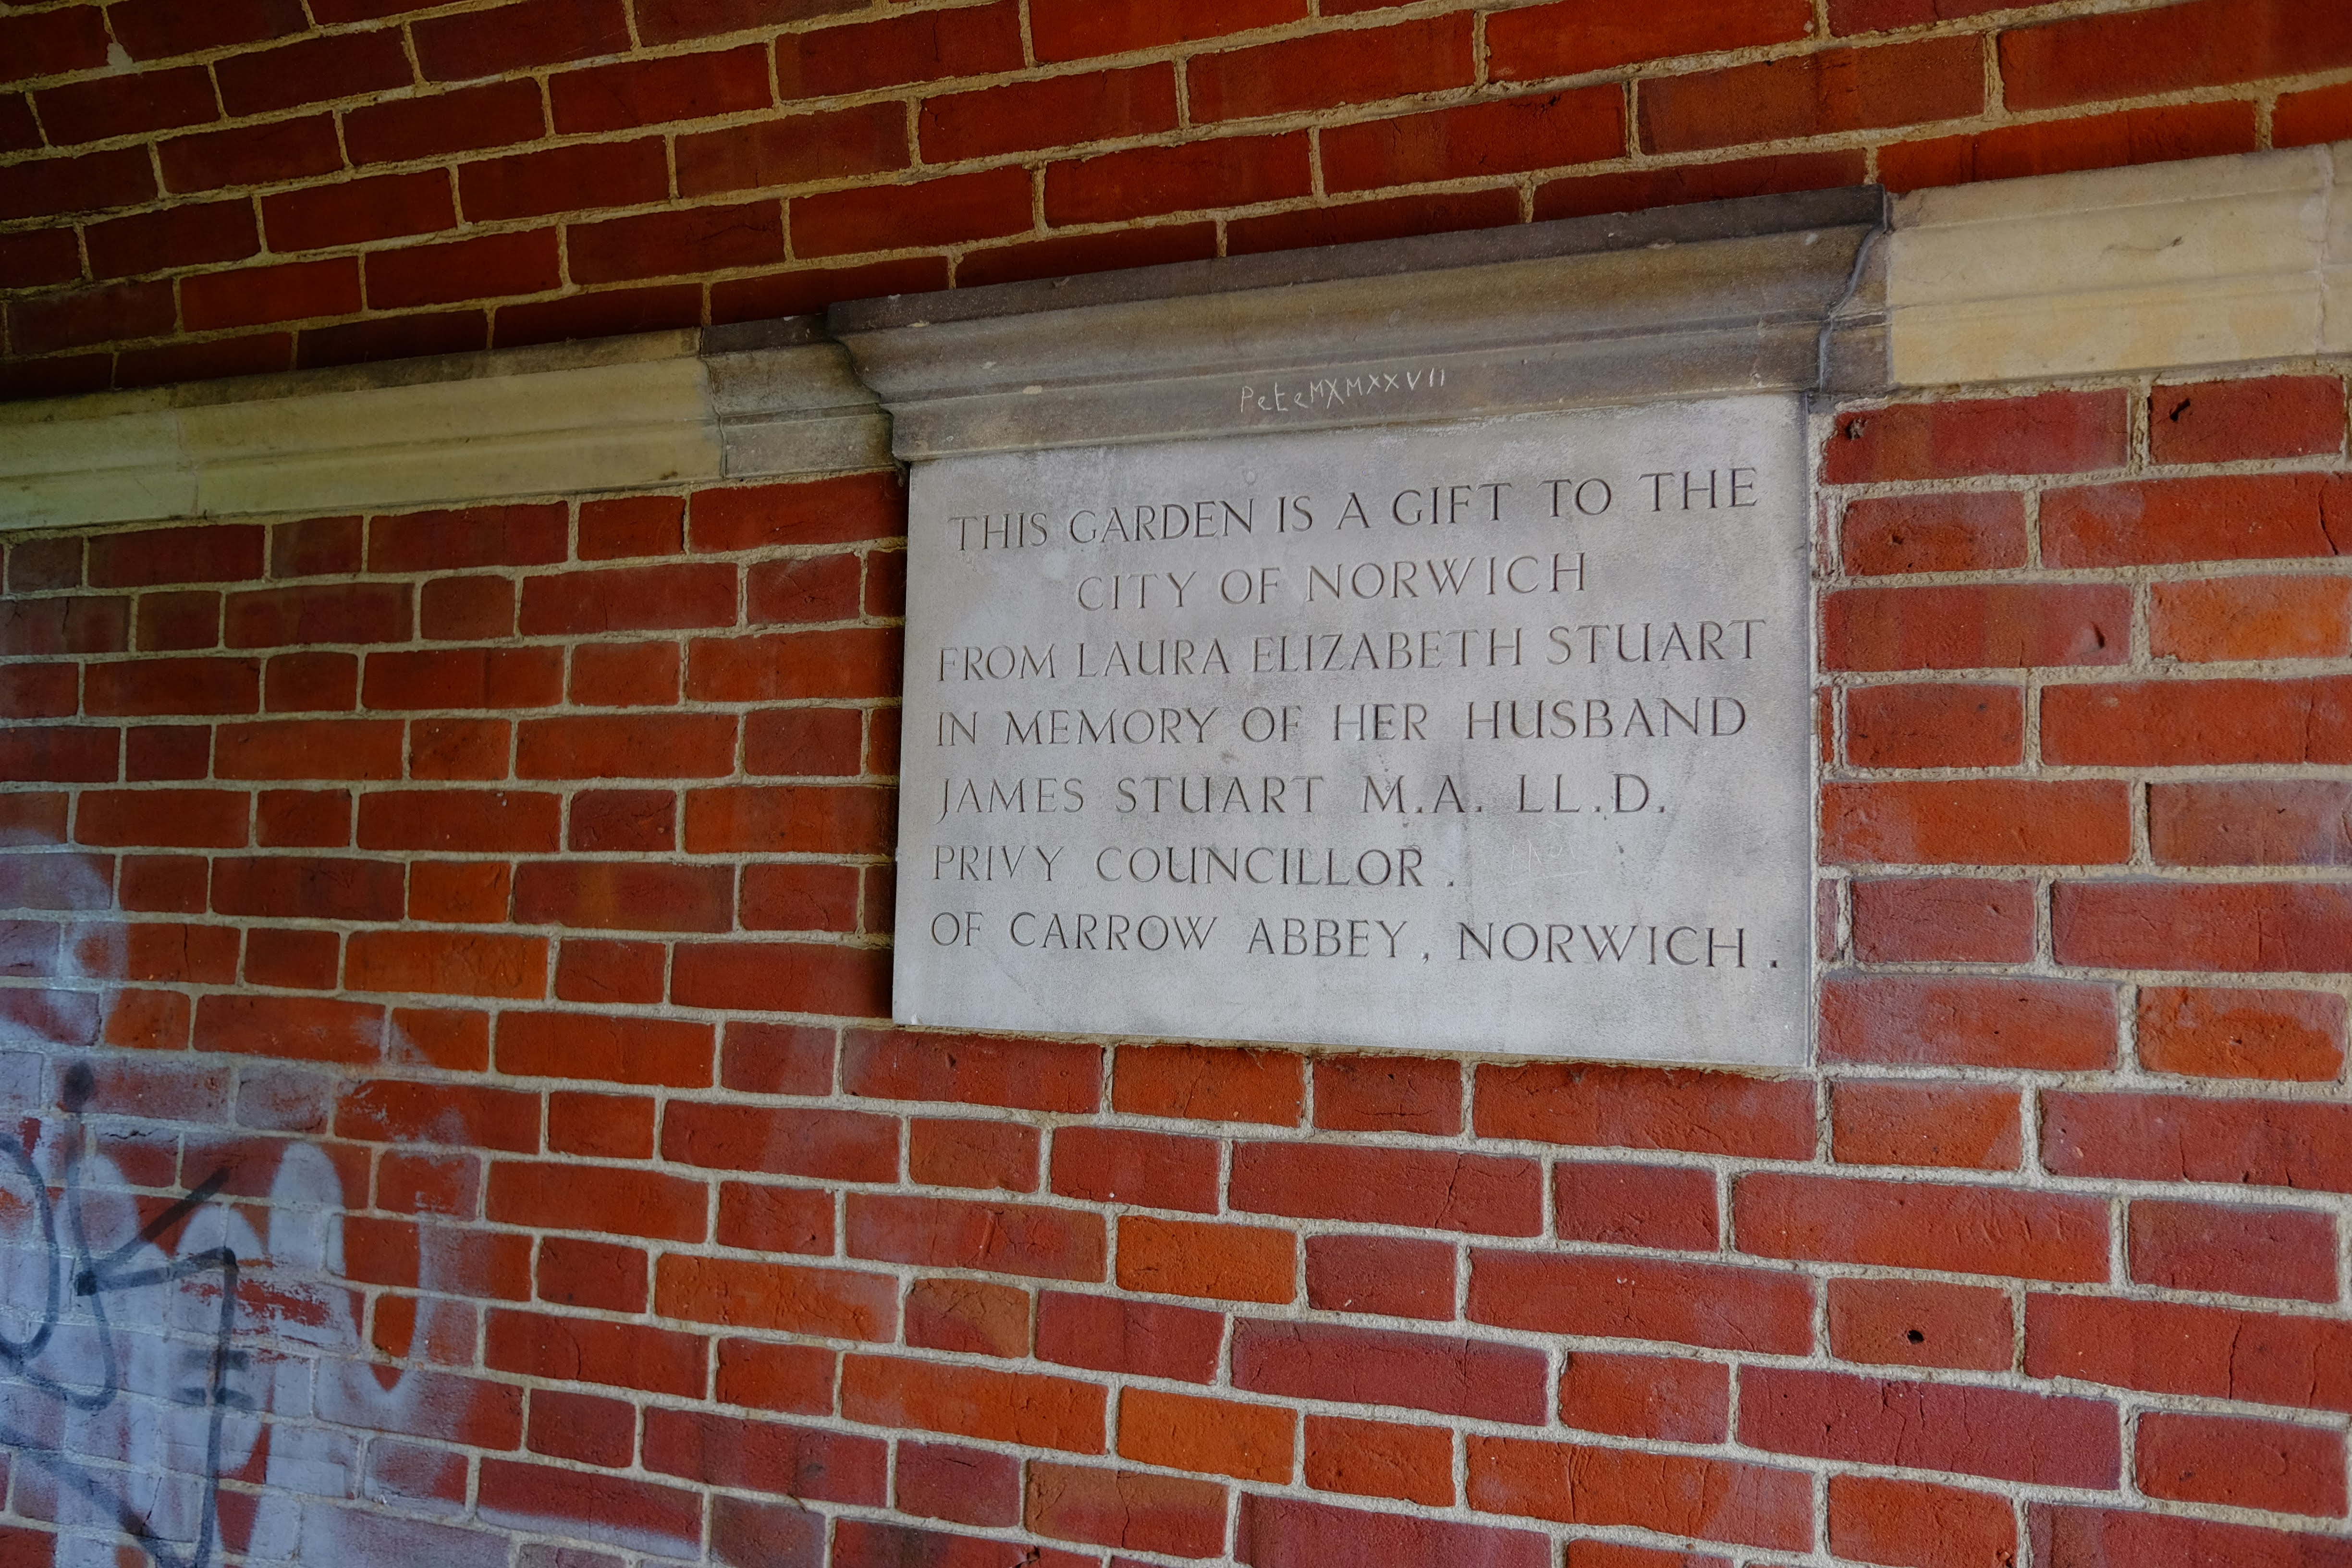 PeteMXMXXVII
THIS GARDEN IS A GIFT TO THE
CITY OF NORWICH
FROM LAURA ELIZABETH STUART
IN MEMORY OF HER HUSBAND
JAMES STUART M.A. LL.D.
PRIVY COUNCILLOR.
OF CARROW ABBEY, NORWICH.